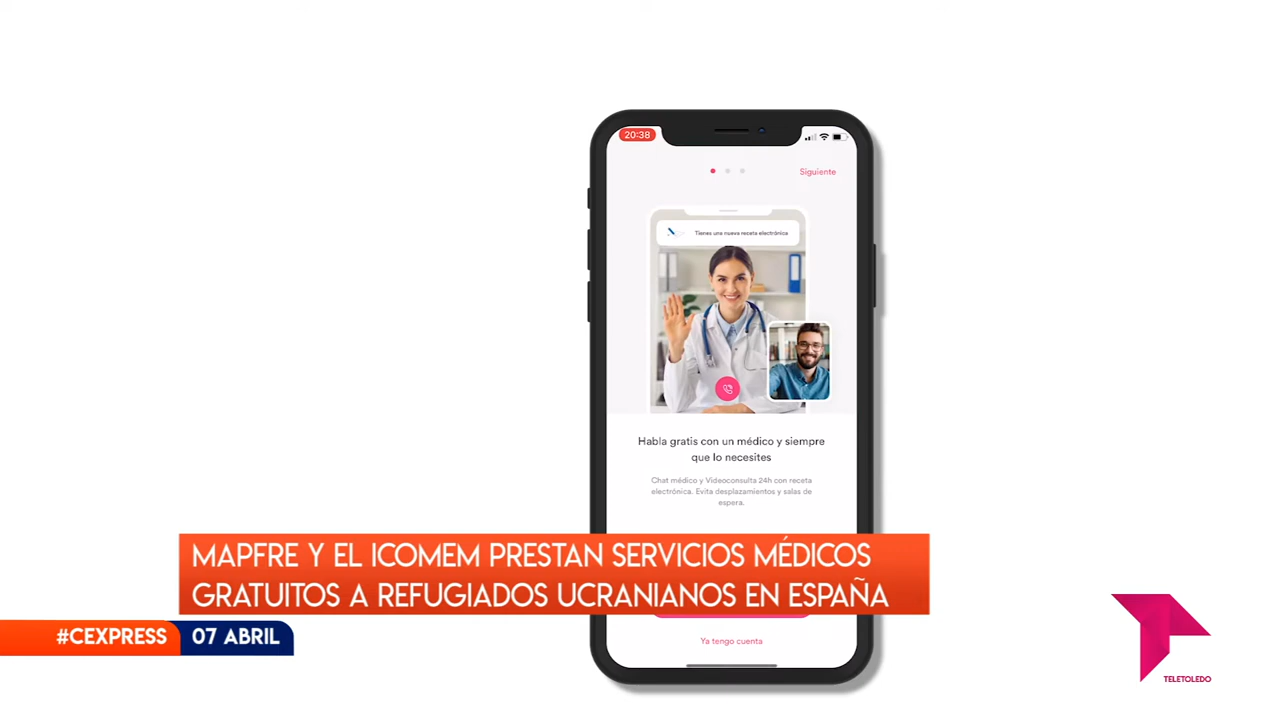 20:38
Siguiente
Tienes una nueva receta electrónica
Habla gratis con un médico y siempre
que lo necesites
Chat médico y Videoconsulta 24h con receta
electrónica. Evita desplazamientos y salas de
espera.
MAPFRE Y EL ICOMEM PRESTAN SERVICIOS MÉDICOS
GRATUITOS A REFUGIADOS UCRANIANOS EN ESPAÑA
#CEXPRESS 07 ABRIL
Ya tengo cuenta
TELETOLEDO